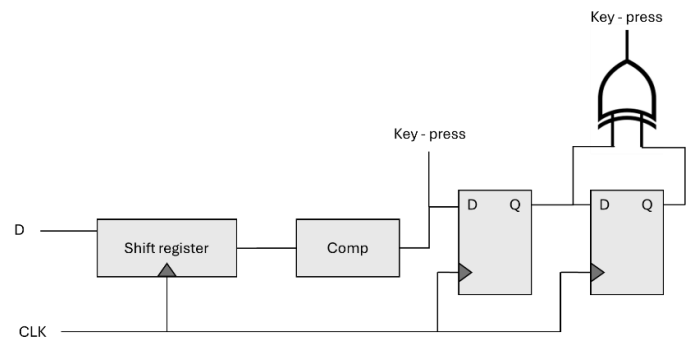 Key - press
Key - press
D Q
D Q
D
Shift register
Comp
CLK